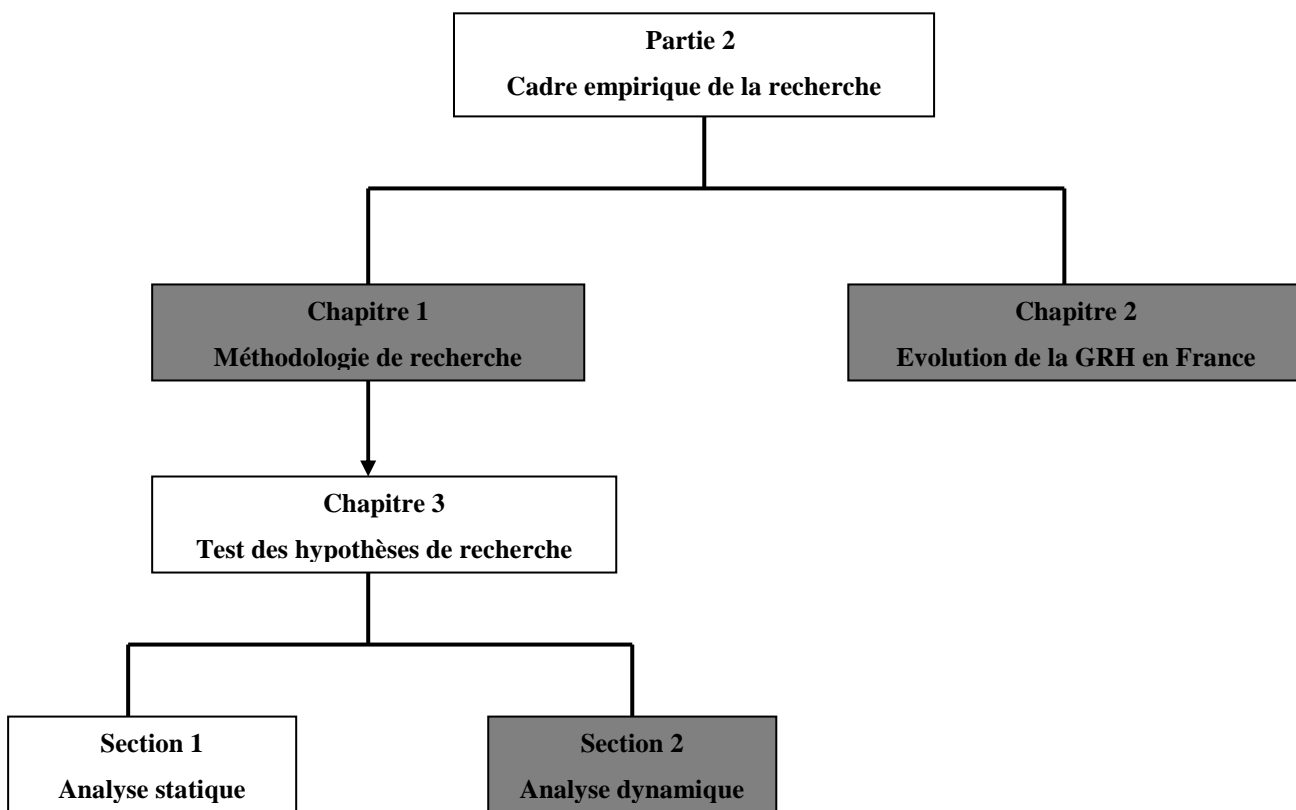 Partie 2
Cadre empirique de la recherche
Chapitre 1
Méthodologie de recherche
Chapitre 2
Evolution de la GRH en France
Chapitre 3
Test des hypothèses de recherche
Section 1
Analyse statique
Section 2
Analyse dynamique